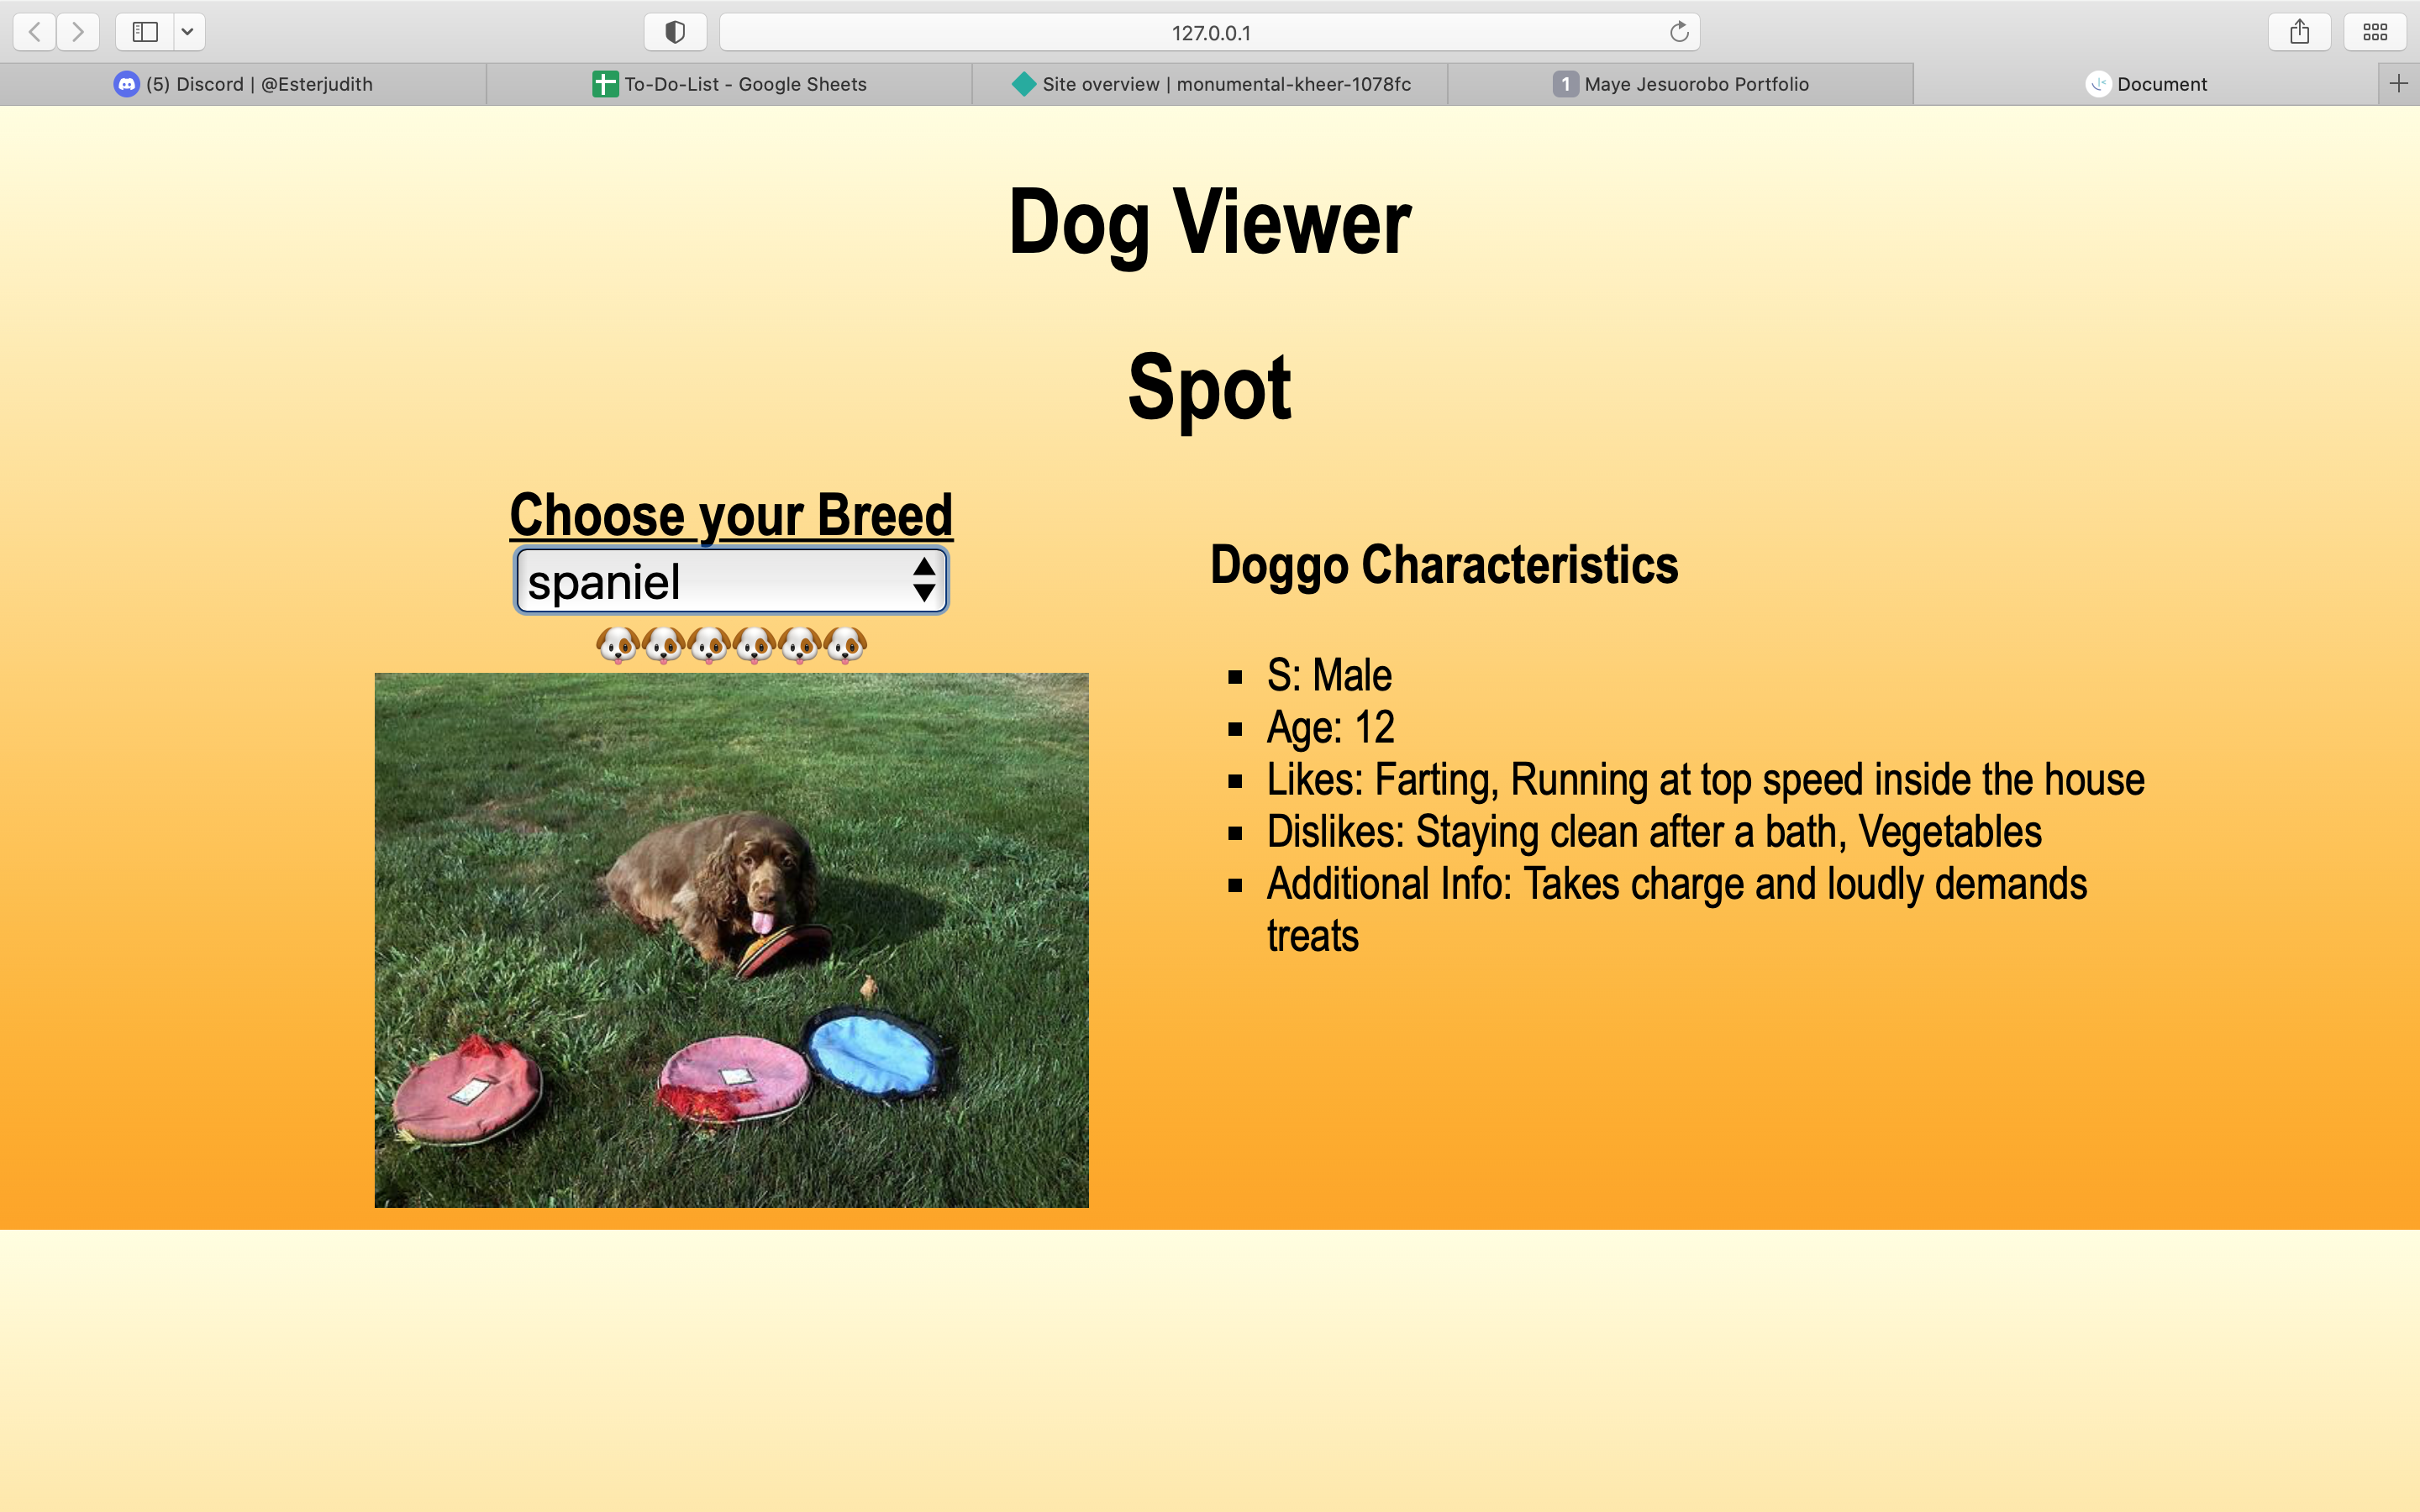 127.0.0.1
(5) Discord | @Esterjudith
To-Do-List - Google Sheets
Site overview | monumental-kheer-1078fc
1 Maye Jesuorobo Portfolio
Document
Dog Viewer
Spot
Choose your Breed
spaniel
Doggo Characteristics
S: Male
Age: 12
Likes: Farting, Running at top speed inside the house
Dislikes: Staying clean after a bath, Vegetables
Additional Info: Takes charge and loudly demands
treats